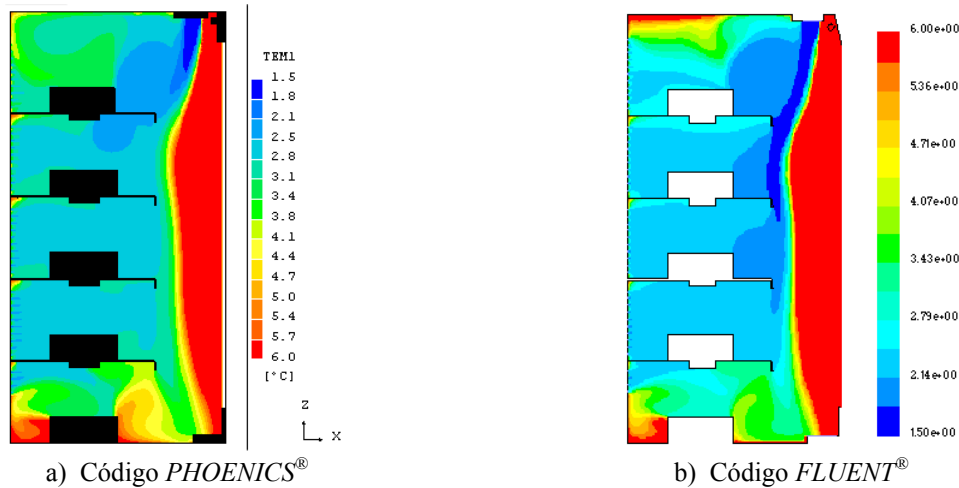 TEM1
1.5
1.8
2.1
2.5
2.8
3.1
3.4
3.8
4.1
4.4
4.7
5.0
5.3
5.7
6.0
[°C]
Z
X
a) Código PHOENICS®
6.00e+00
5.36e+00
4.71e+00
4.07e+00
3.43e+00
2.79e+00
2.14e+00
1.50e+00
b) Código FLUENT®